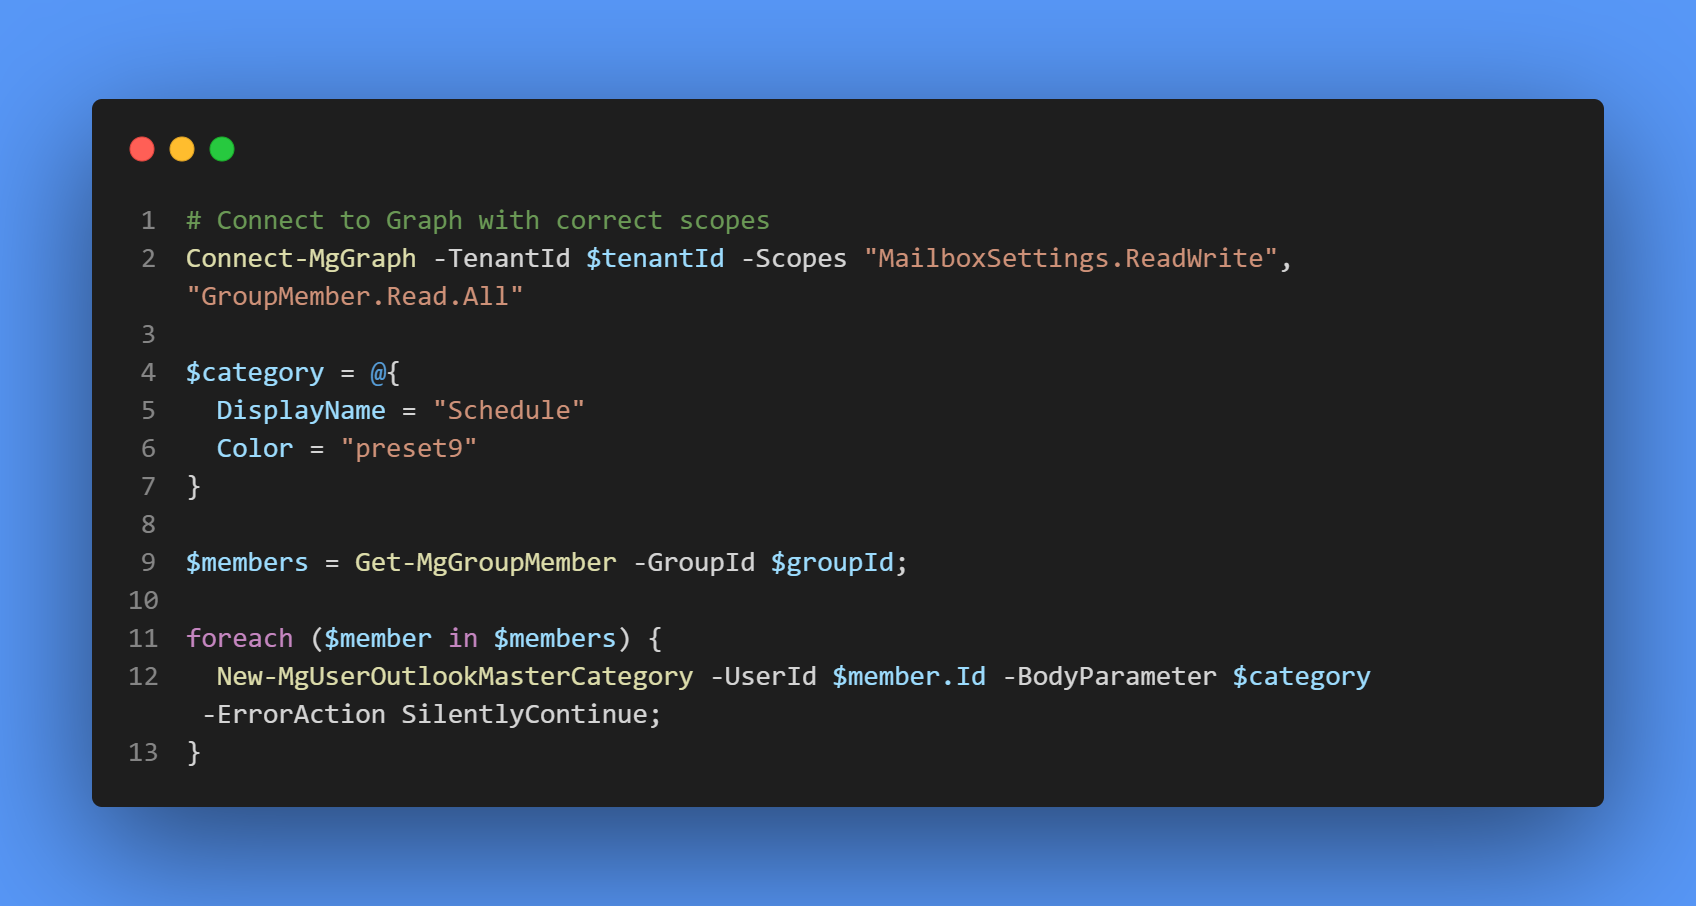 1 # Connect to Graph with correct scopes
2 Connect-MgGraph -TenantId $tenantId -Scopes "MailboxSettings.ReadWrite",
"GroupMember.Read.All"
3
4 $category = @{
5   DisplayName = "Schedule"
6   Color = "preset9"
7 }
8
9 $members = Get-MgGroupMember -GroupId $groupId;
10
11 foreach ($member in $members) {
12   New-MgUserOutlookMasterCategory -UserId $member.Id -BodyParameter $category
 -ErrorAction SilentlyContinue;
13 }